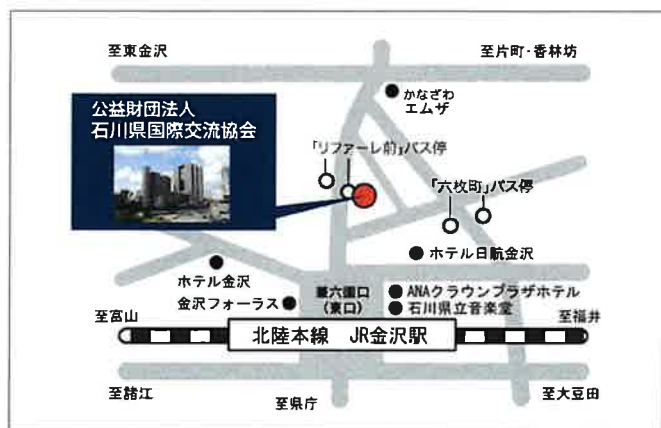 至東金沢
至片町・香林坊
かなざわ
エムザ
公益財団法人
石川県国際交流協会
「リファーレ前」バス停
「六枚町」バス停
ホテル日航金沢
ホテル金沢
金沢フォーラス
兼六園口
(東口)
ANAクラウンプラザホテル
石川県立音楽堂
至富山
至福井
北陸本線 JR金沢駅
至諸江
至県庁
至大豆田